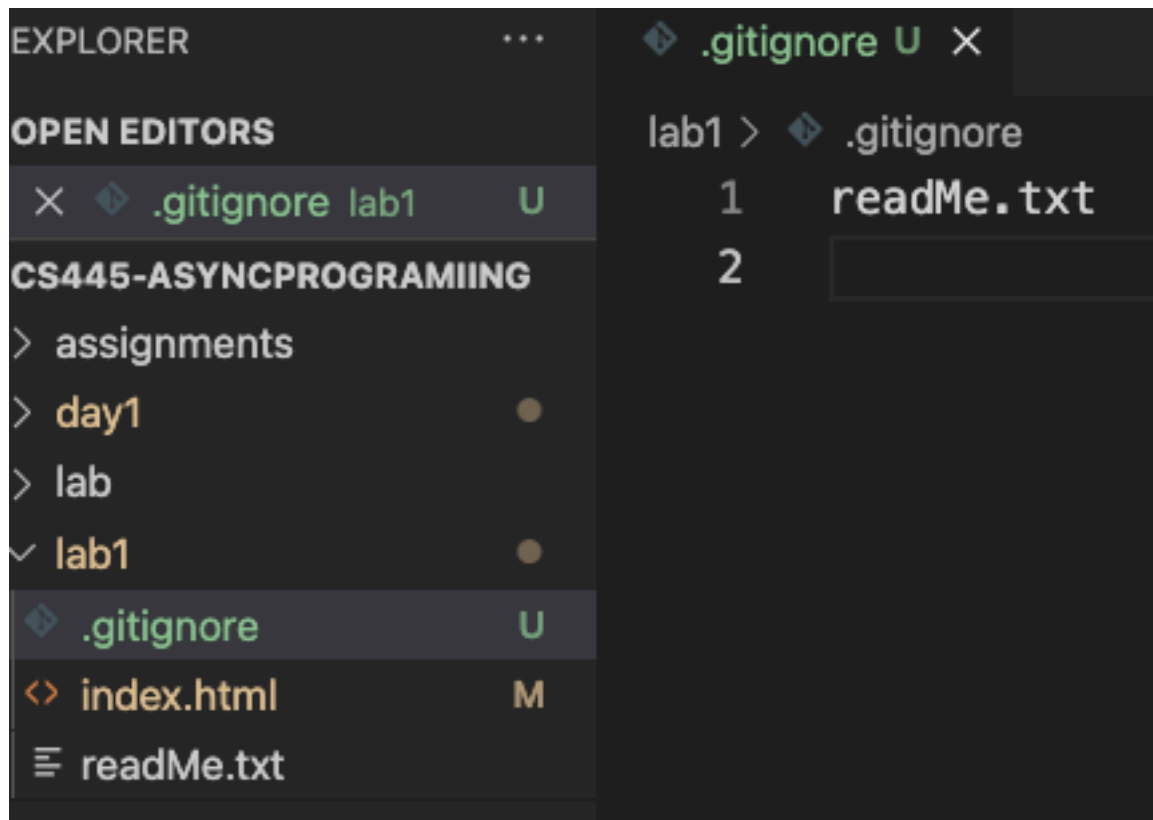 EXPLORER ...
OPEN EDITORS
.gitignore lab1 U
CS445-ASYNCPROGRAMIING
assignments
day1
lab
lab1
.gitignore U
index.html M
readMe.txt
.gitignore U
lab1 > .gitignore
1 readMe.txt
2